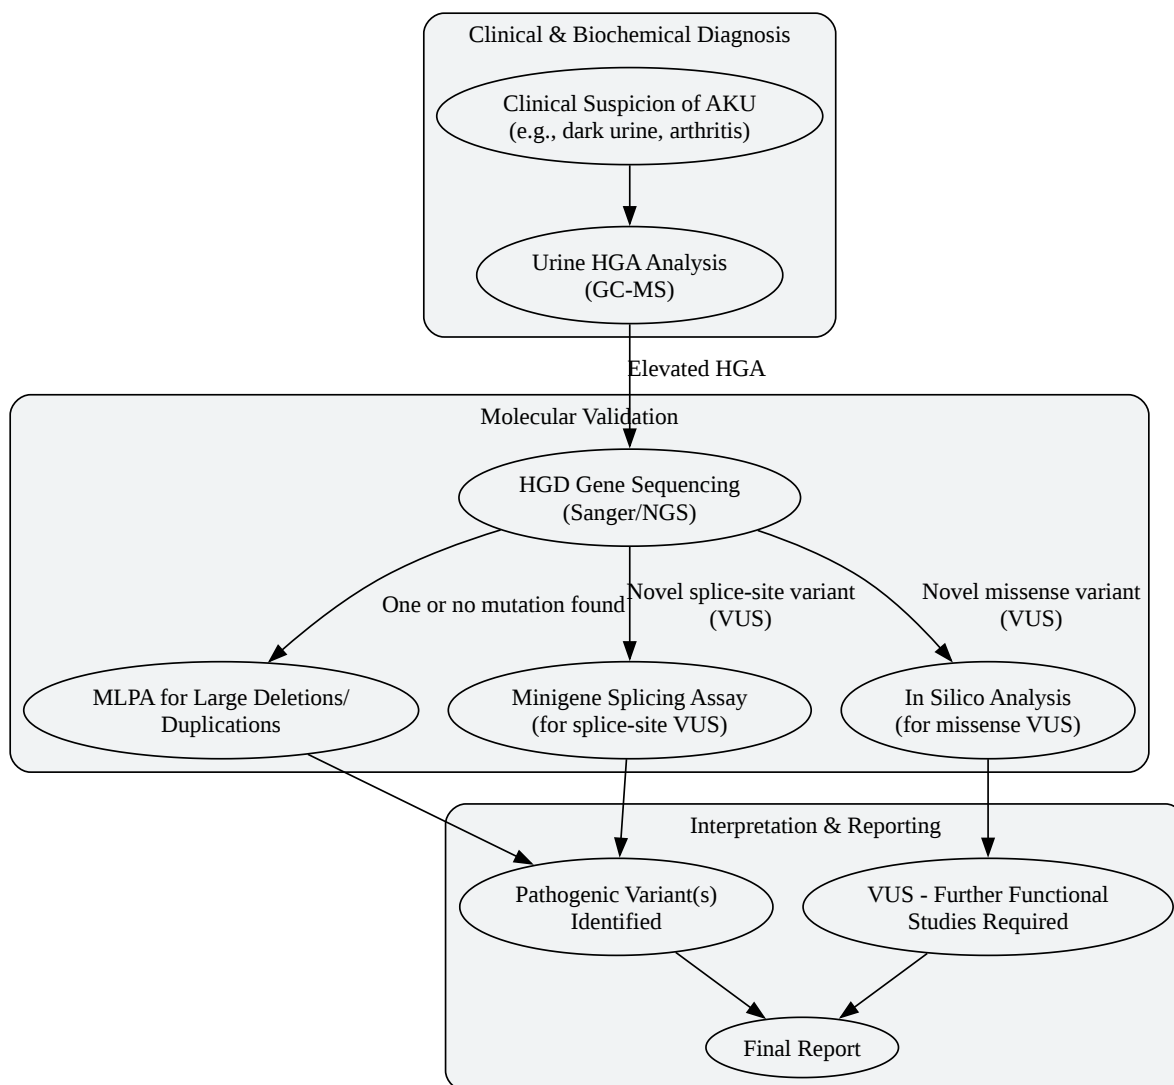 Clinical & Biochemical Diagnosis
Clinical Suspicion of AKU
(e.g., dark urine, arthritis)
Urine HGA Analysis
(GC-MS)
Elevated HGA
Molecular Validation
HGD Gene Sequencing
(Sanger/NGS)
One or no mutation found
Novel splice-site variant
(VUS)
Novel missense variant
(VUS)
MLPA for Large Deletions/
Duplications
Minigene Splicing Assay
(for splice-site VUS)
In Silico Analysis
(for missense VUS)
Interpretation & Reporting
Pathogenic Variant(s)
Identified
VUS - Further Functional
Studies Required
Final Report